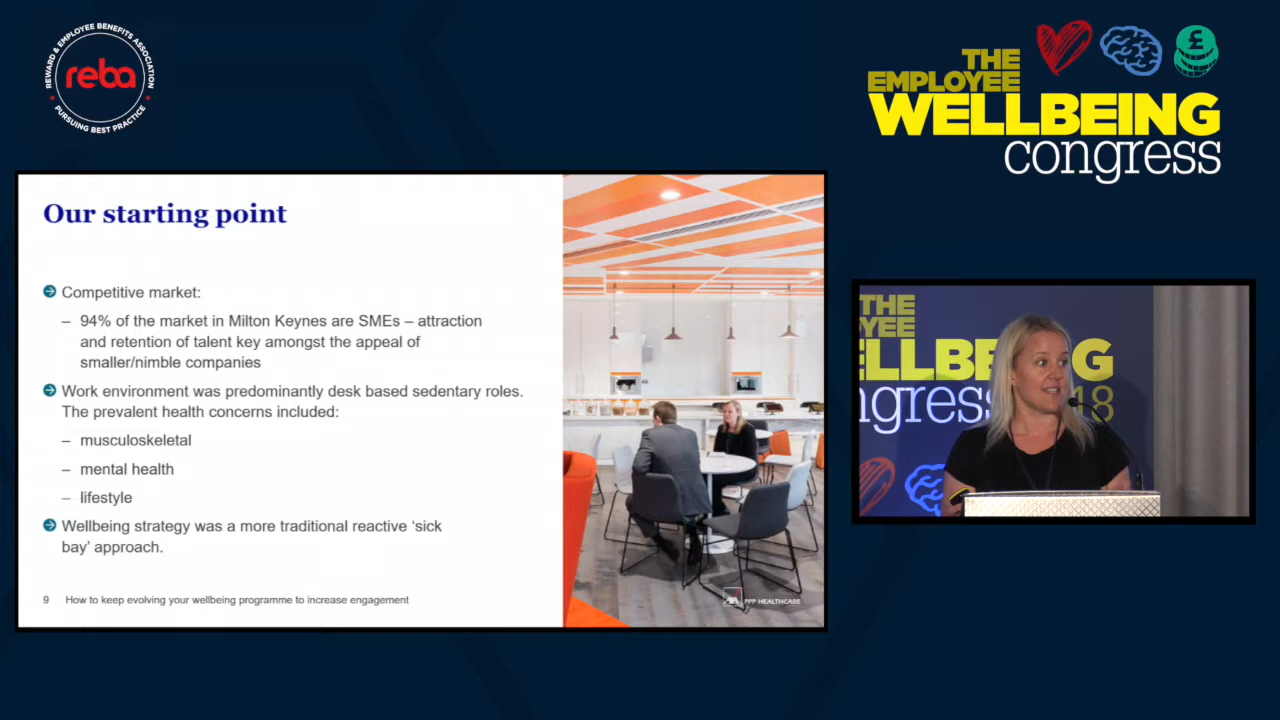 REWARD & EMPLOYEE BENEFITS ASSOCIATION
reba
PURSUING BEST PRACTICE
THE
EMPLOYEE
WELLBEING
congress
£
Our starting point
Competitive market:
– 94% of the market in Milton Keynes are SMEs – attraction
and retention of talent key amongst the appeal of
smaller/nimble companies
Work environment was predominantly desk based sedentary roles.
The prevalent health concerns included:
– musculoskeletal
– mental health
– lifestyle
Wellbeing strategy was a more traditional reactive ‘sick
bay’ approach.
9 How to keep evolving your wellbeing programme to increase engagement
AXA PPP HEALTHCARE
THE
YEE
ELLBEING
ngress 18